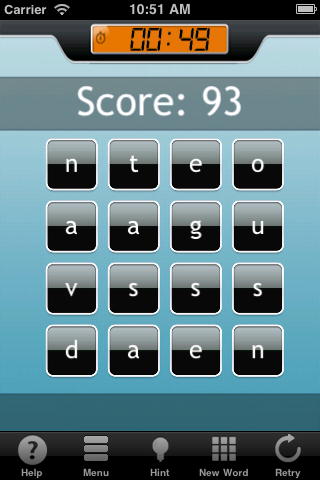 Carrier 10:51 AM
00:49
Score: 93
n t e o
a a g u
v s s s
d a e n
? Help Menu Hint New Word Retry